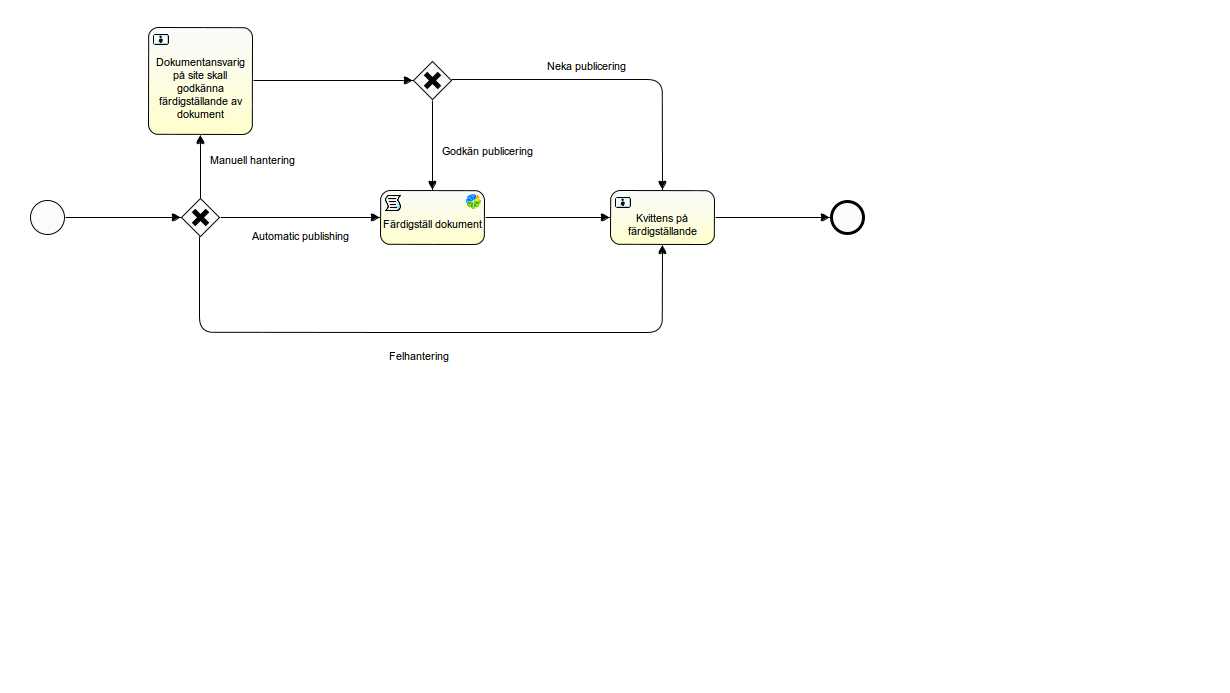 Dokumentansvarig
på site skall
godkänna
färdigställande av
dokument
Neka publicering
Manuell hantering
Godkän publicering
Färdigställ dokument
Kvittens på
färdigställande
Automatic publishing
Felhantering